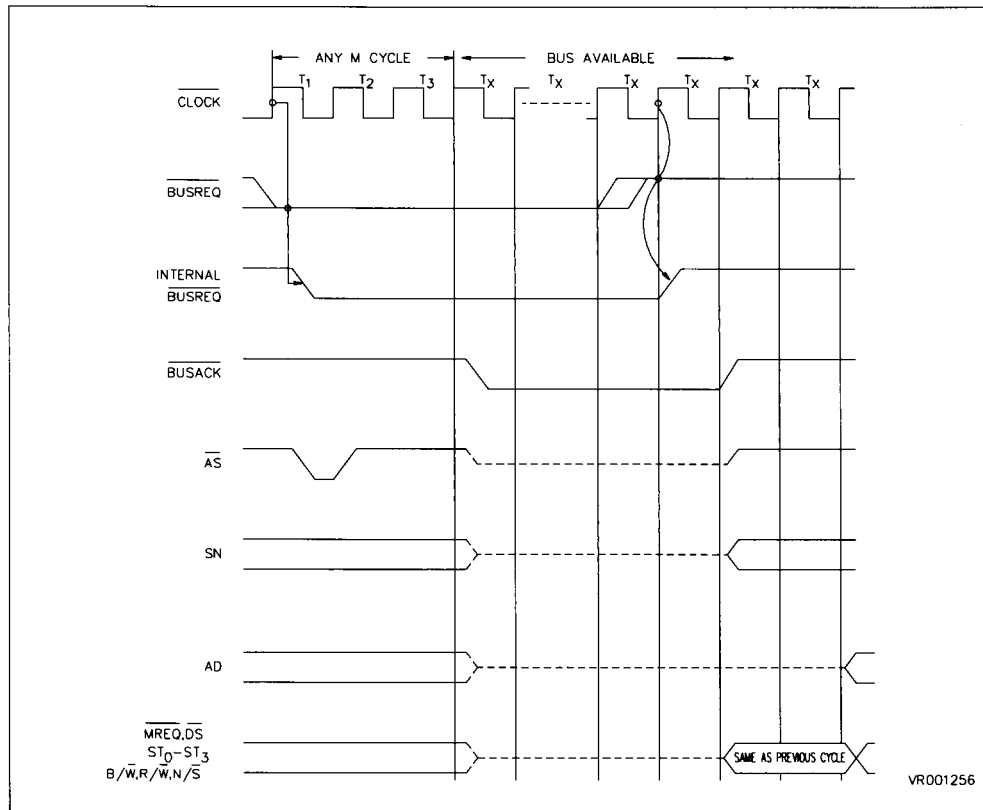 ANY M CYCLE
BUS AVAILABLE
T1 T2 T3 TX TX TX TX TX TX
CLOCK
BUSREQ
INTERNAL
BUSREQ
BUSACK
AS
SN
AD
MREQ,DS
ST0-ST3
B/W,R/W,N/S
SAME AS PREVIOUS CYCLE
VR001256